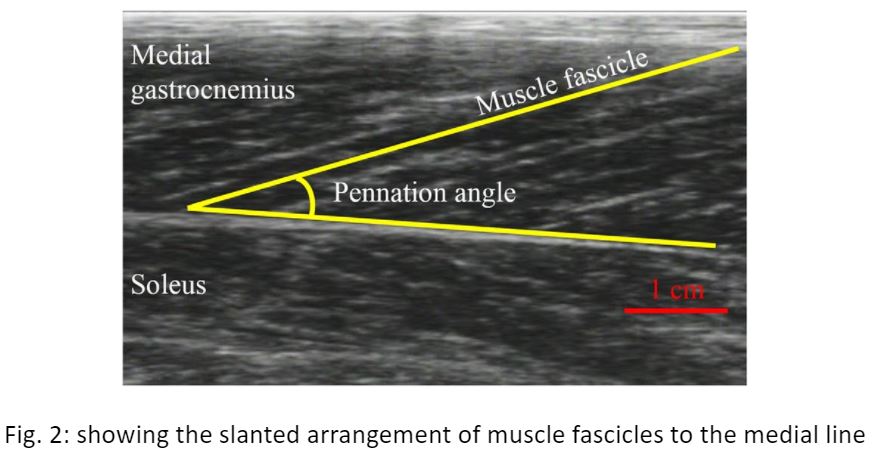 Medial
gastrocnemius
Muscle fascicle
Pennation angle
Soleus
1 cm
Fig. 2: showing the slanted arrangement of muscle fascicles to the medial line